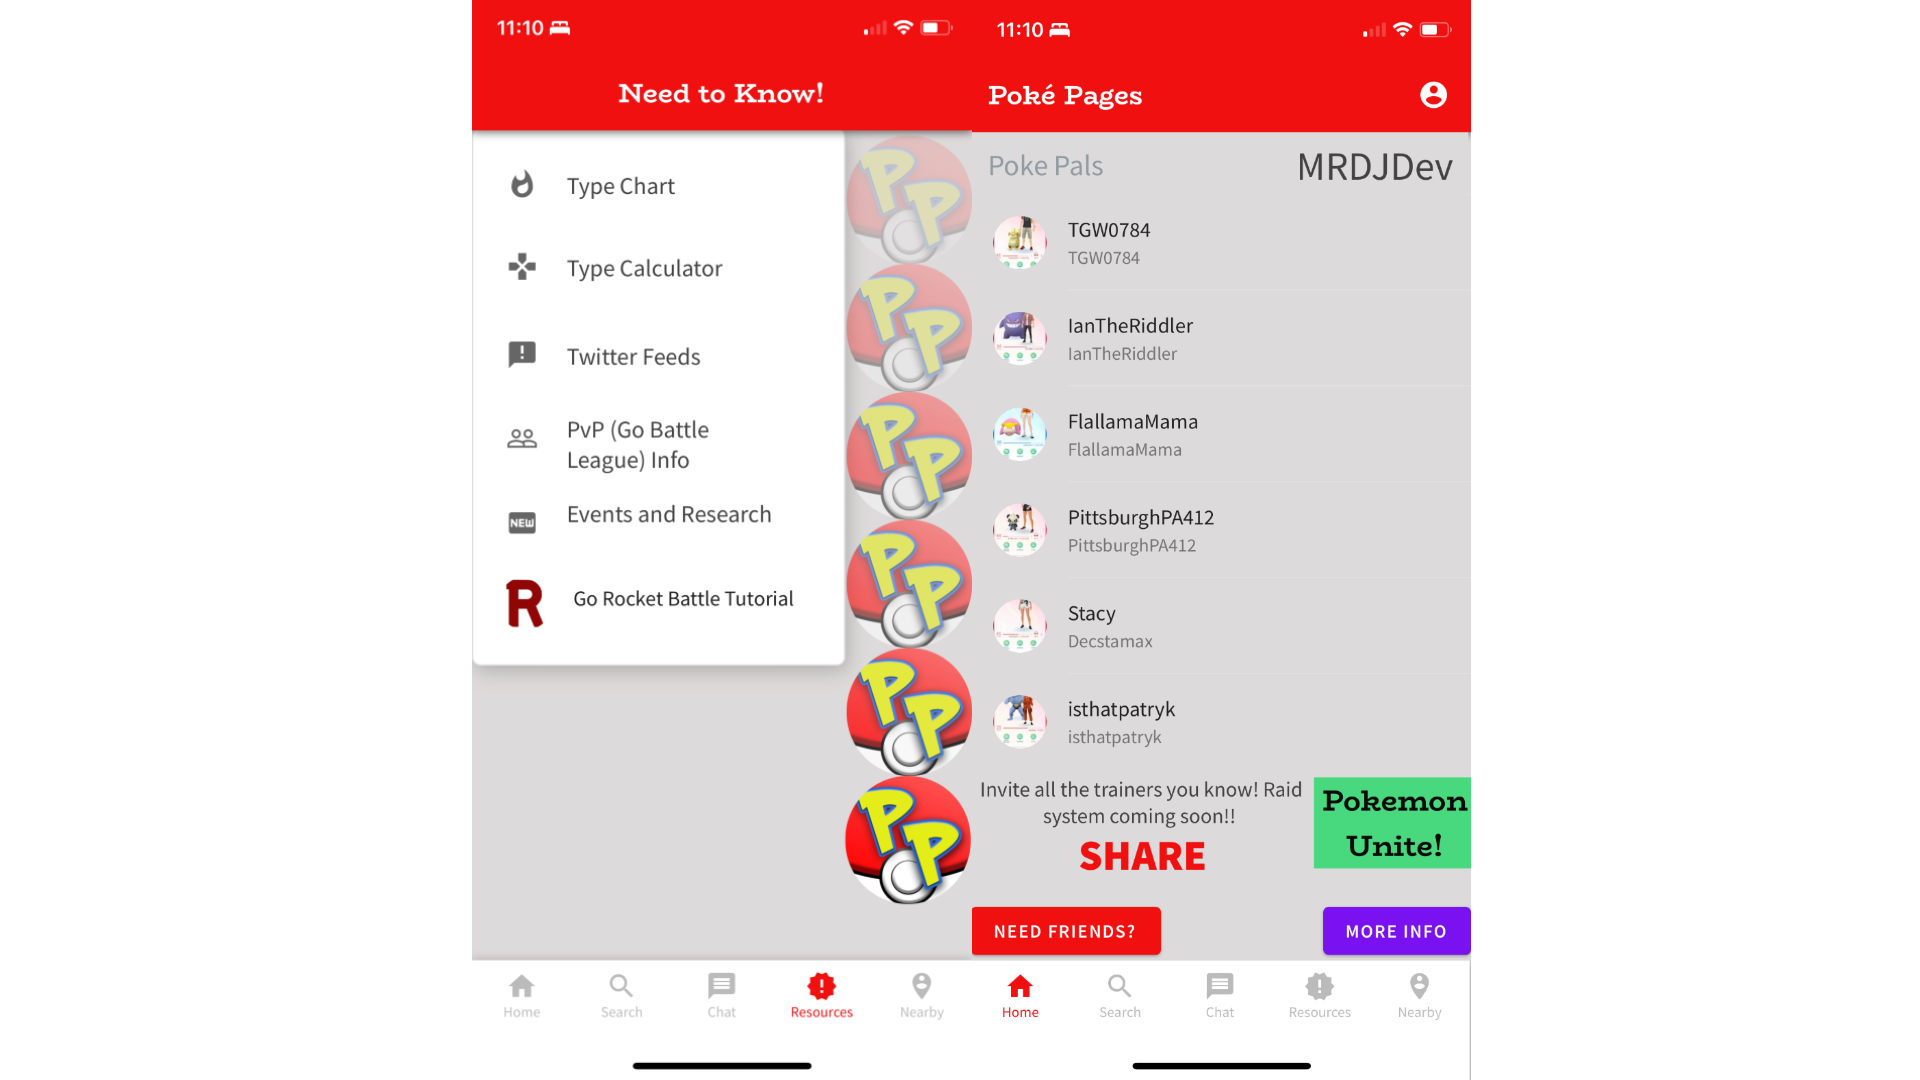 11:10
Need to Know!
Type Chart
Type Calculator
Twitter Feeds
PvP (Go Battle
League) Info
NEW
Events and Research
R
Go Rocket Battle Tutorial
PP
PP
PP
PP
PP
PP
Home
Search
Chat
Resources
Nearby
11:10
Poké Pages
Poke Pals
MRDJDev
TGW0784
TGW0784
IanTheRiddler
IanTheRiddler
FlallamaMama
FlallamaMama
PittsburghPA412
PittsburghPA412
Stacy
Decstamax
isthatpatryk
isthatpatryk
Invite all the trainers you know! Raid
system coming soon!!
SHARE
Pokemon
Unite!
NEED FRIENDS?
MORE INFO
Home
Search
Chat
Resources
Nearby